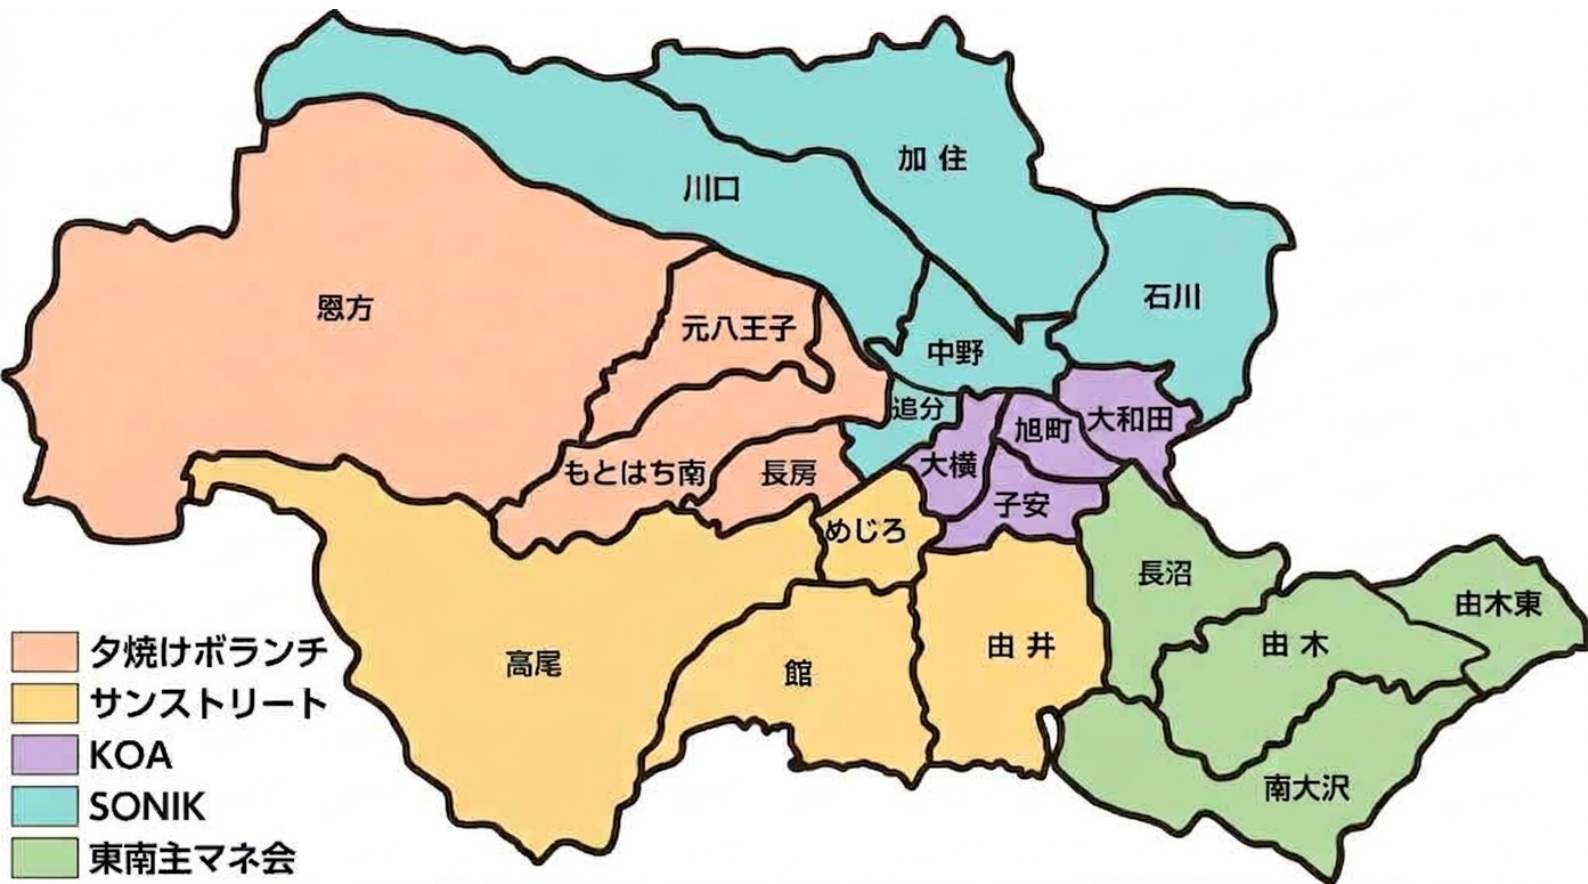 加住
川口
石川
恩方
元八王子
中野
追分
大和田
旭町
大横
もとはち南
長房
子安
めじろ
長沼
由木東
由木
由井
高尾
館
南大沢
夕焼けボランチ
サンストリート
KOA
SONIK
東南主マネ会